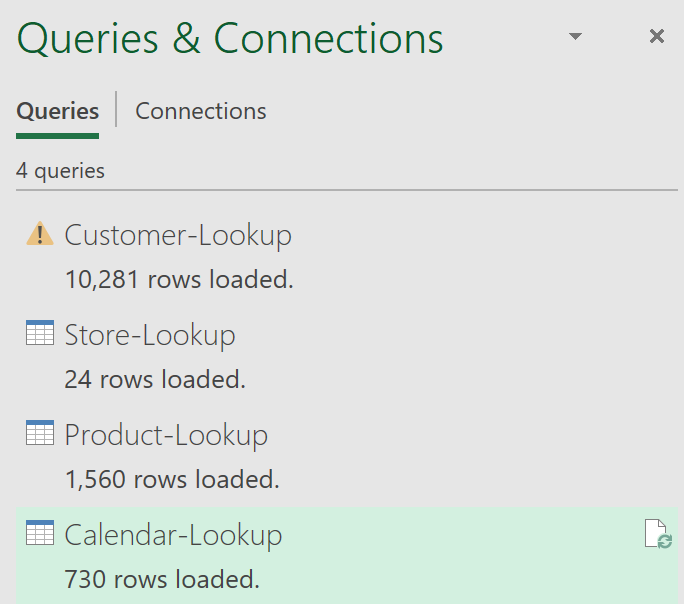 Queries & Connections
Queries | Connections
4 queries
Customer-Lookup
10,281 rows loaded.
Store-Lookup
24 rows loaded.
Product-Lookup
1,560 rows loaded.
Calendar-Lookup
730 rows loaded.